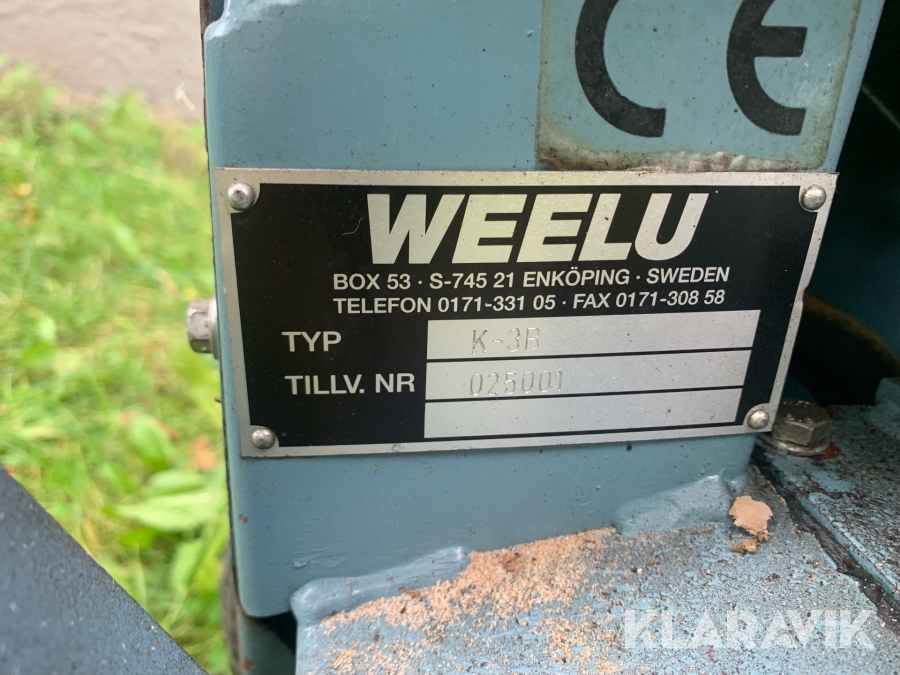 CE
WEELU
BOX 53 · S-745 21 ENKÖPING · SWEDEN
TELEFON 0171-331 05 · FAX 0171-308 58
TYP K-3B
TILLV. NR 025001
KLARAVIK